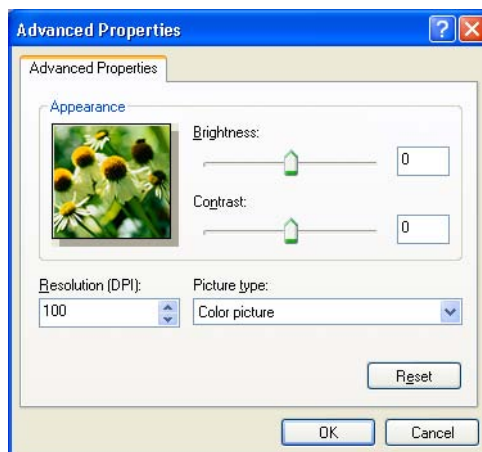 Advanced Properties
Advanced Properties
Appearance
Brightness:
0
Contrast:
0
Resolution (DPI):
Picture type:
100
Color picture
Reset
OK
Cancel